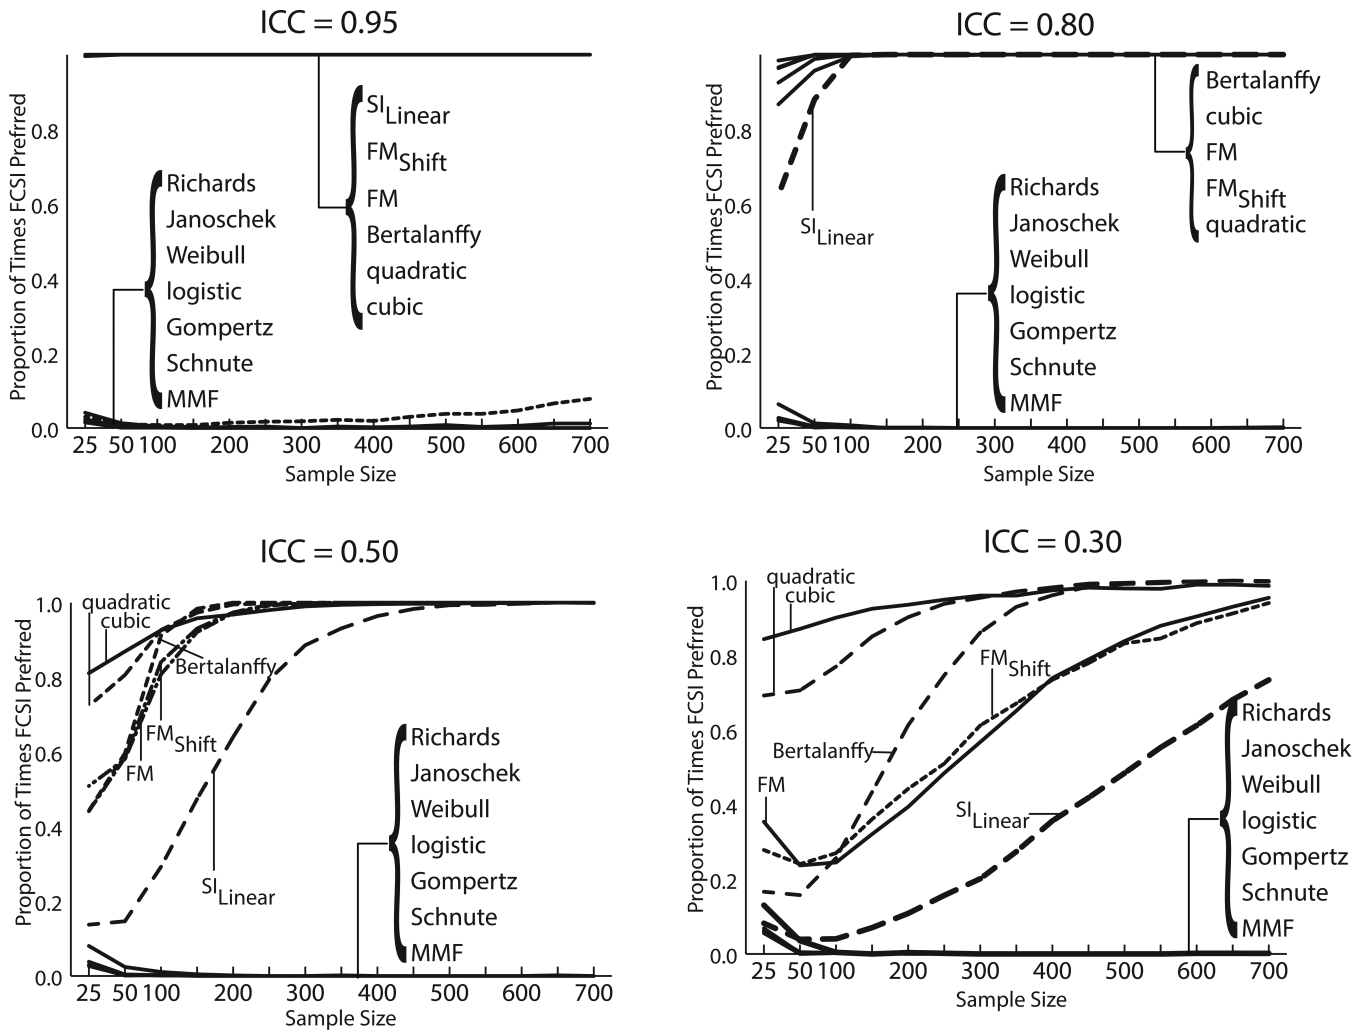 ICC = 0.95
Proportion of Times FCSI Prefrred
0.8
0.6
0.4
0.2
0.0
Richards
Janoschek
Weibull
logistic
Gompertz
Schnute
MMF
SILinear
FMShift
FM
Bertalanffy
quadratic
cubic
25 50 100 200 300 400 500 600 700
Sample Size
ICC = 0.80
Proportion of Times FCSI Prefrred
0.8
0.6
0.4
0.2
0.0
SILinear
Richards
Janoschek
Weibull
logistic
Gompertz
Schnute
MMF
Bertalanffy
cubic
FM
FMShift
quadratic
25 50 100 200 300 400 500 600 700
Sample Size
ICC = 0.50
Proportion of Times FCSI Prefrred
1.0
0.8
0.6
0.4
0.2
0.0
quadratic
cubic
Bertalanffy
FMShift
FM
SILinear
Richards
Janoschek
Weibull
logistic
Gompertz
Schnute
MMF
25 50 100 200 300 400 500 600 700
Sample Size
ICC = 0.30
Proportion of Times FCSI Prefrred
1.0
0.8
0.6
0.4
0.2
0.0
quadratic
cubic
FMShift
Bertalanffy
FM
SILinear
Richards
Janoschek
Weibull
logistic
Gompertz
Schnute
MMF
25 50 100 200 300 400 500 600 700
Sample Size